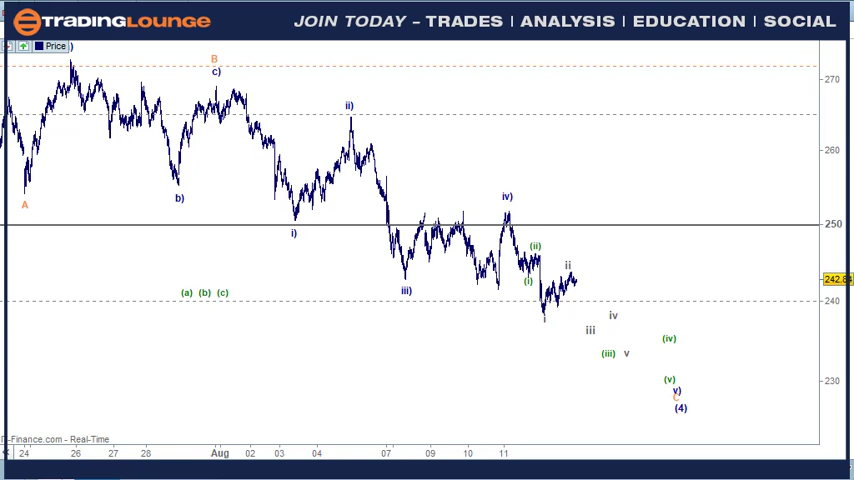 TRADINGLOUNGE
JOIN TODAY – TRADES | ANALYSIS | EDUCATION | SOCIAL
Price )
B
c)
270
ii)
260
b)
iv)
A
250
i)
(ii)
ii
(a) (b) (c)
iii)
(i)
242.84
240
i
iv
iii
(iv)
(iii) v
230
(v)
v)
C
(4)
IT-Finance.com - Real-Time
< 24 26 27 28 Aug 02 03 04 07 09 10 11